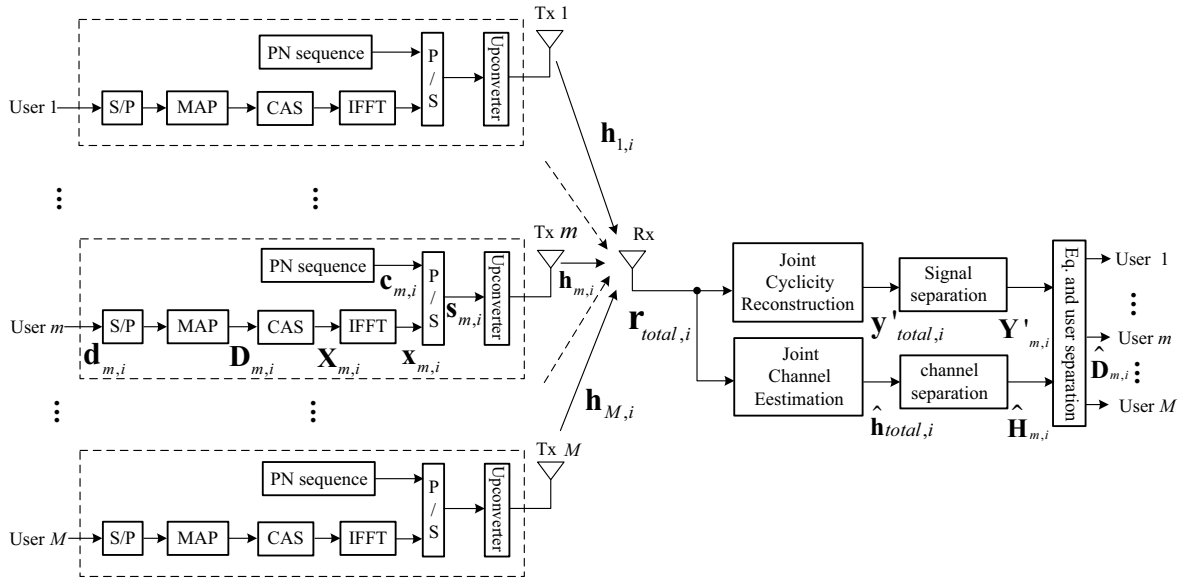 Tx 1
PN sequence
P / S
Upconverter
User 1
S/P
MAP
CAS
IFFT
h1,i
Tx m
Rx
PN sequence
cm,i
P / S
Upconverter
sm,i
hm,i
User m
S/P
MAP
CAS
IFFT
dm,i
Dm,i
Xm,i
xm,i
rtotal,i
Joint
Cyclicity
Reconstruction
Signal
separation
y'total,i
Y'm,i
Joint
Channel
Eestimation
channel
separation
ĥtotal,i
Ĥm,i
Eq. and user separation
User 1
User m
D̂m,i
User M
hM,i
Tx M
PN sequence
P / S
Upconverter
User M
S/P
MAP
CAS
IFFT